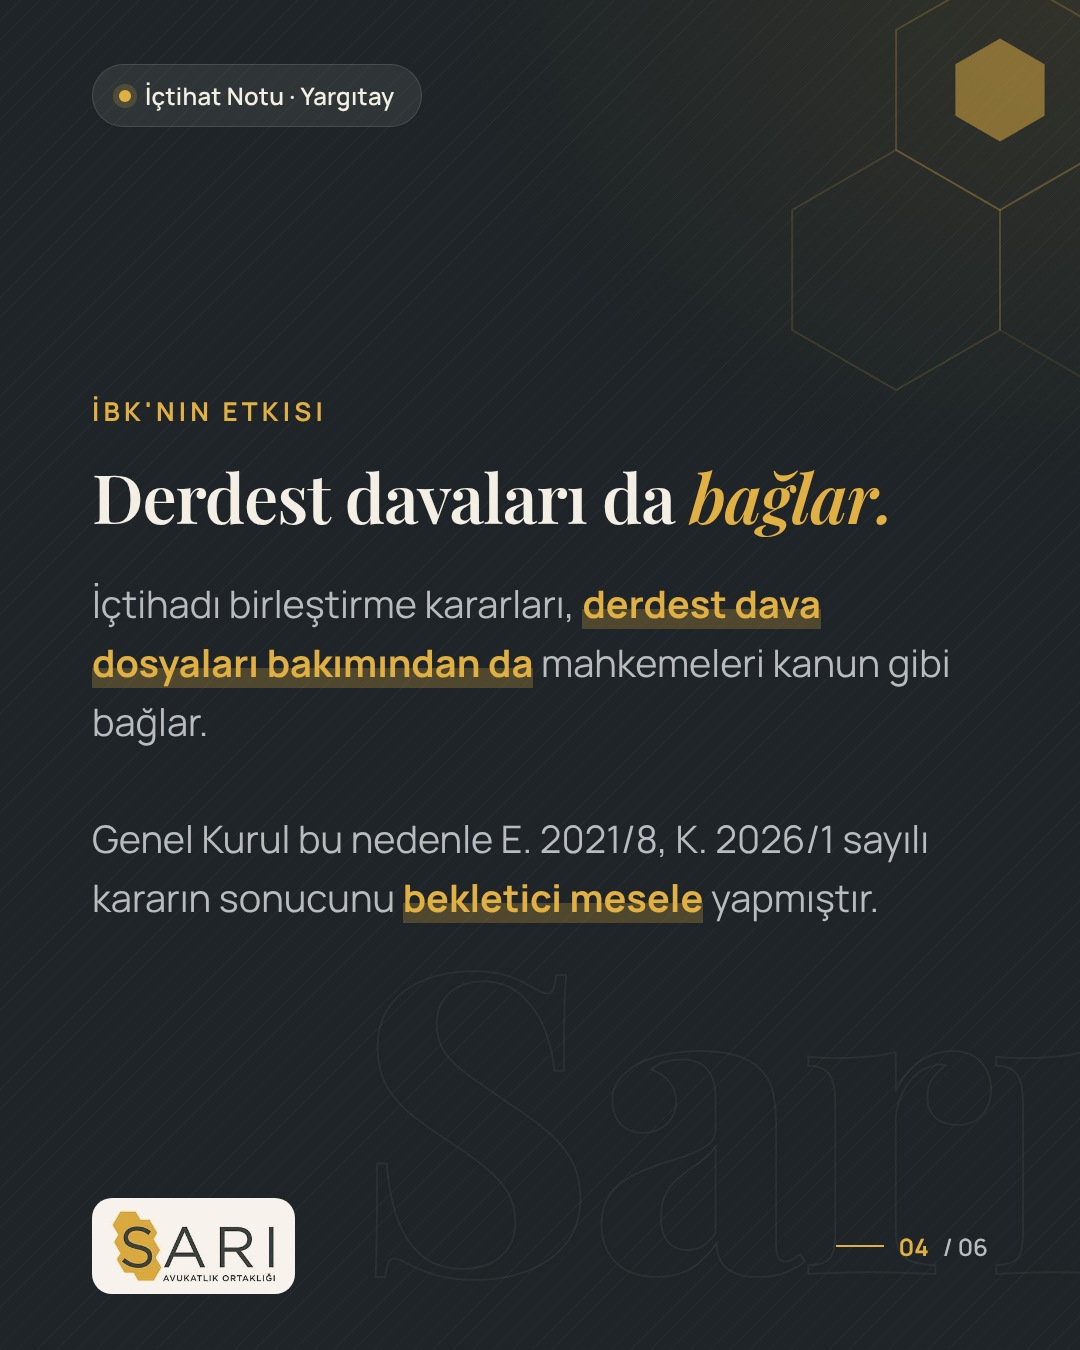 İçtihat Notu · Yargıtay
İBK'NIN ETKISI
Derdest davaları da bağlar.
İçtihadı birleştirme kararları, derdest dava
dosyaları bakımından da mahkemeleri kanun gibi
bağlar.
Genel Kurul bu nedenle E. 2021/8, K. 2026/1 sayılı
kararın sonucunu bekletici mesele yapmıştır.
Sarı
SARI
AVUKATLIK ORTAKLIĞI
04 / 06